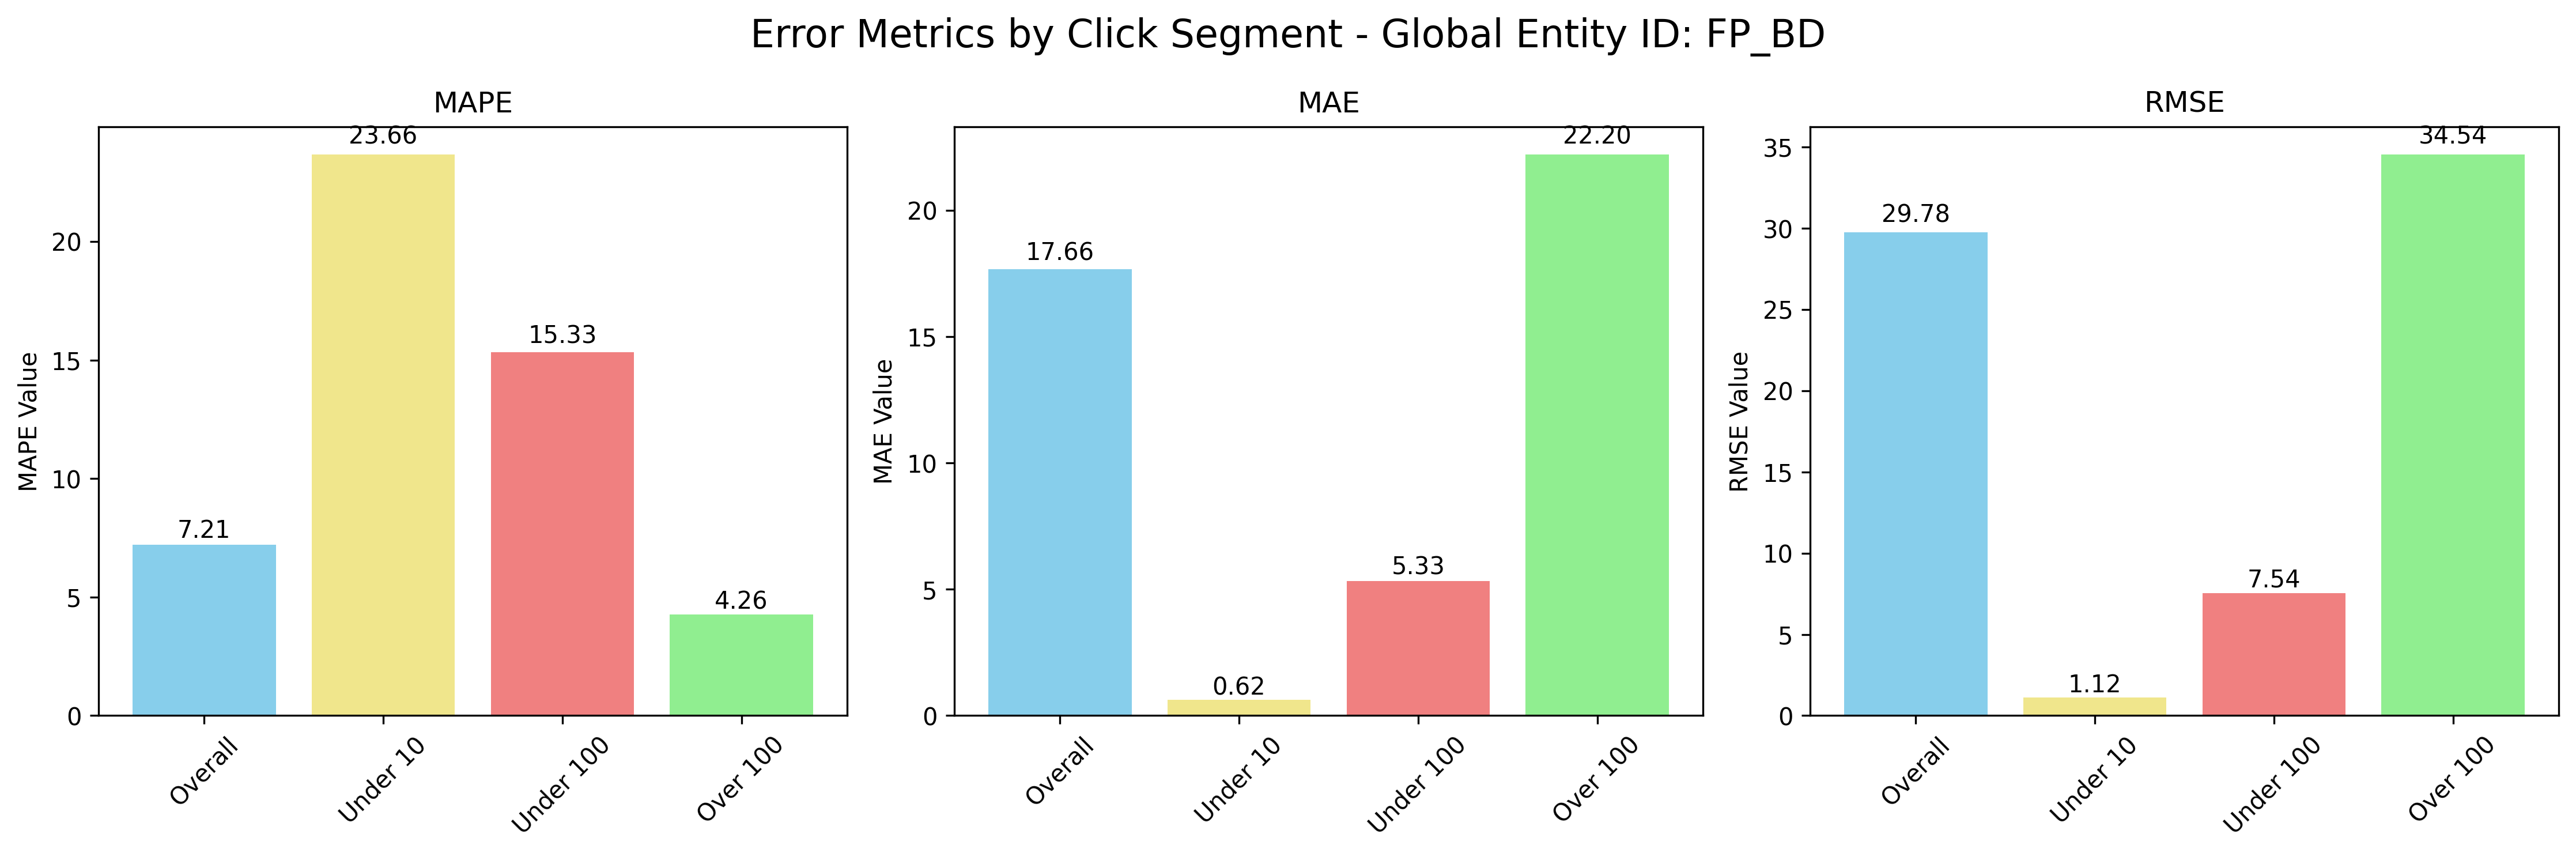 Error Metrics by Click Segment - Global Entity ID: FP_BD
MAPE
MAPE Value
20
15
10
5
0
23.66
15.33
7.21
4.26
Overall
Under 10
Under 100
Over 100
MAE
MAE Value
20
15
10
5
0
22.20
17.66
5.33
0.62
Overall
Under 10
Under 100
Over 100
RMSE
RMSE Value
35
30
25
20
15
10
5
0
34.54
29.78
7.54
1.12
Overall
Under 10
Under 100
Over 100